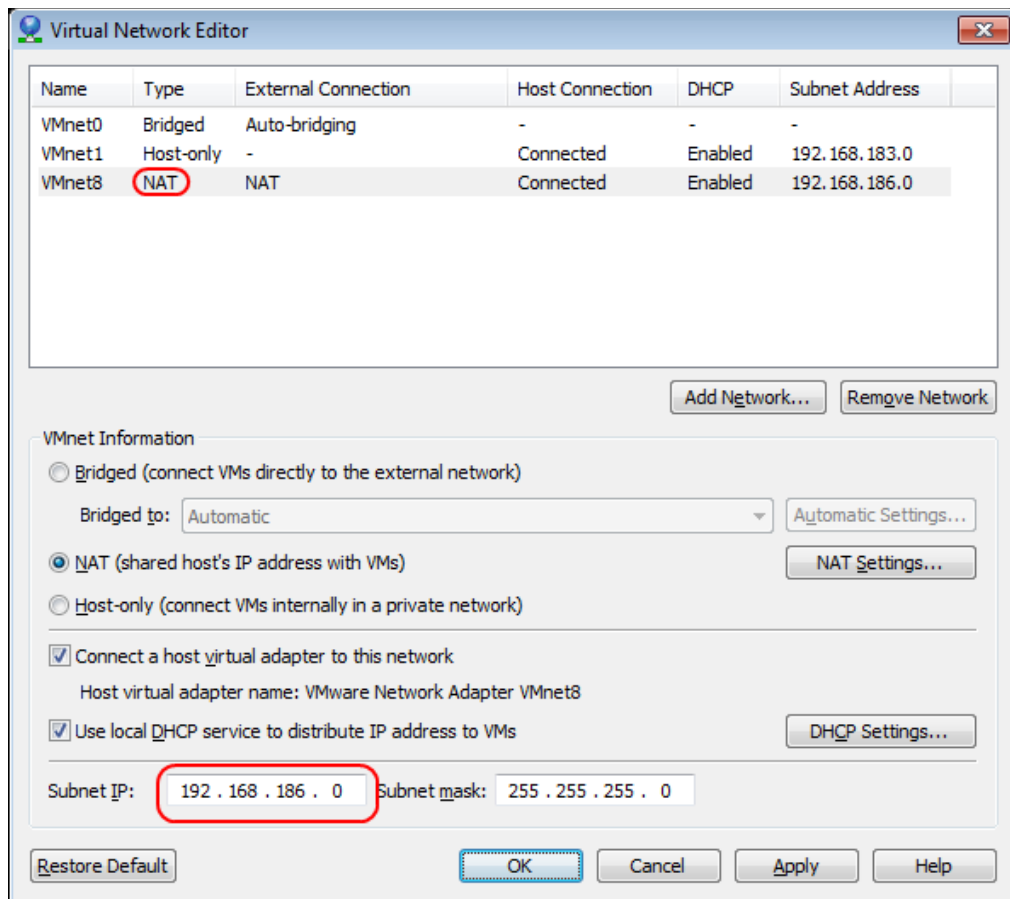 Virtual Network Editor
Name Type External Connection Host Connection DHCP Subnet Address
VMnet0 Bridged Auto-bridging - - -
VMnet1 Host-only - Connected Enabled 192.168.183.0
VMnet8 NAT NAT Connected Enabled 192.168.186.0
Add Network... Remove Network
VMnet Information
Bridged (connect VMs directly to the external network)
Bridged to: Automatic Automatic Settings...
NAT (shared host's IP address with VMs) NAT Settings...
Host-only (connect VMs internally in a private network)
Connect a host virtual adapter to this network
Host virtual adapter name: VMware Network Adapter VMnet8
Use local DHCP service to distribute IP address to VMs DHCP Settings...
Subnet IP: 192 . 168 . 186 . 0 Subnet mask: 255 . 255 . 255 . 0
Restore Default OK Cancel Apply Help